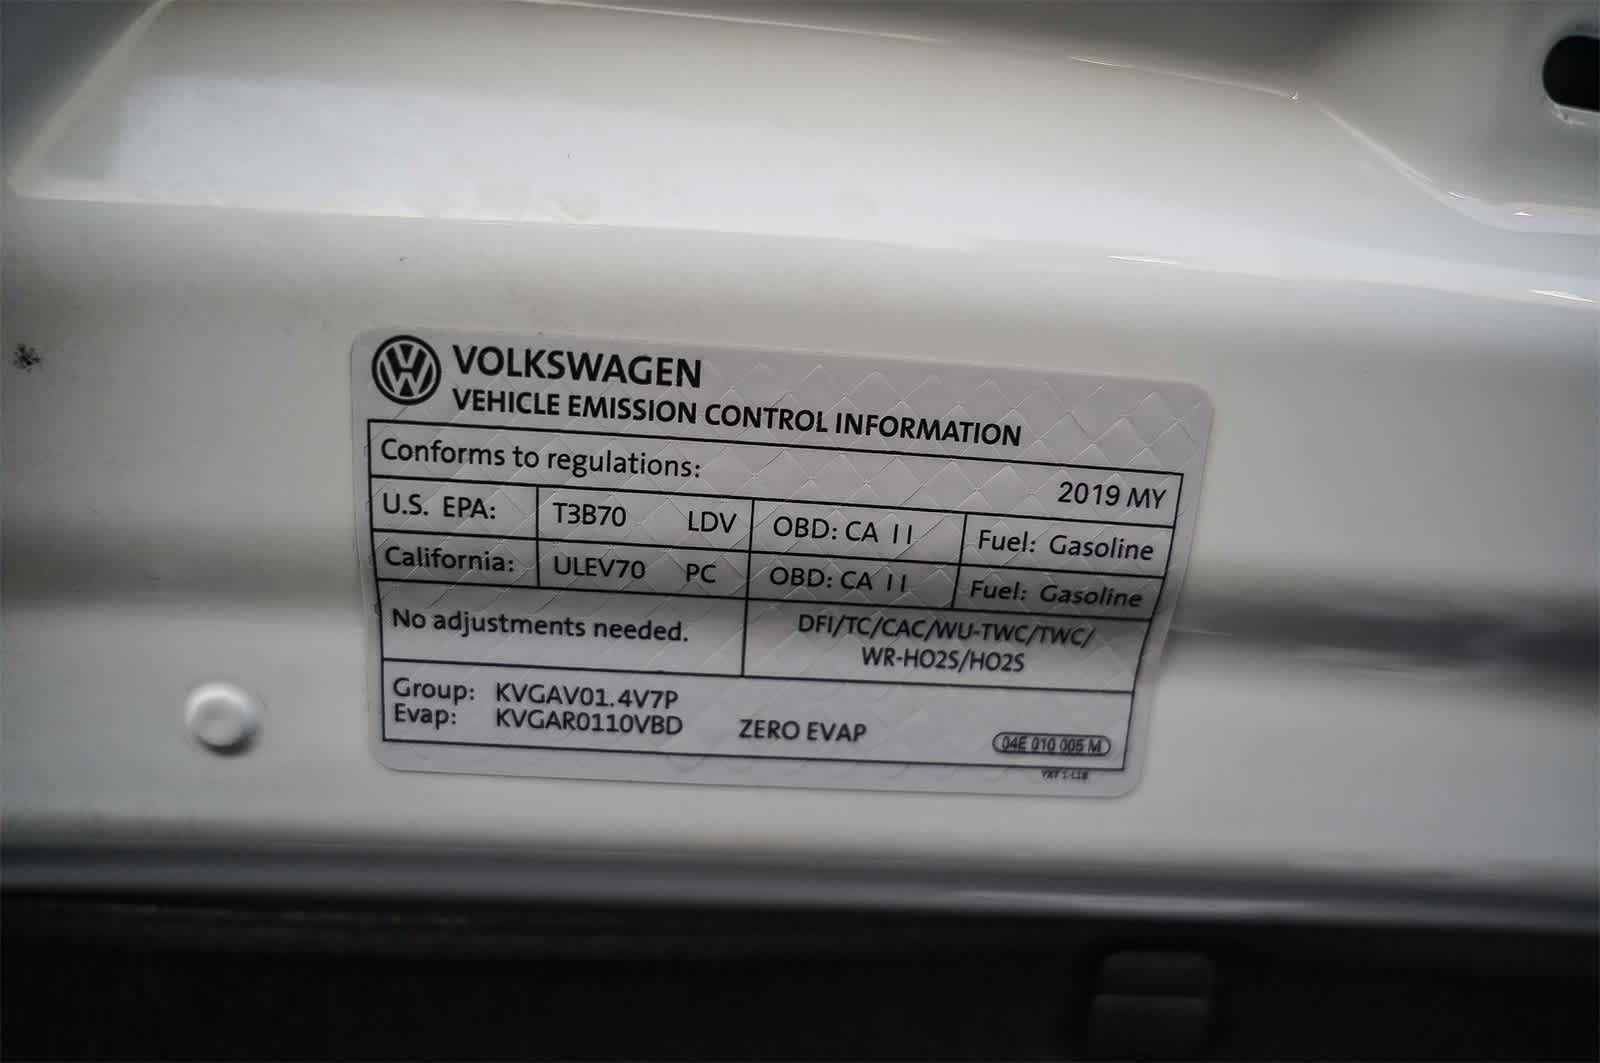 VOLKSWAGEN
VEHICLE EMISSION CONTROL INFORMATION
Conforms to regulations: 2019 MY
U.S. EPA: T3B70 LDV OBD: CA II Fuel: Gasoline
California: ULEV70 PC OBD: CA II Fuel: Gasoline
No adjustments needed.
DFI/TC/CAC/WU-TWC/TWC/
WR-HO2S/HO2S
Group: KVGAV01.4V7P
Evap: KVGAR0110VBD ZERO EVAP
04E 010 005 M